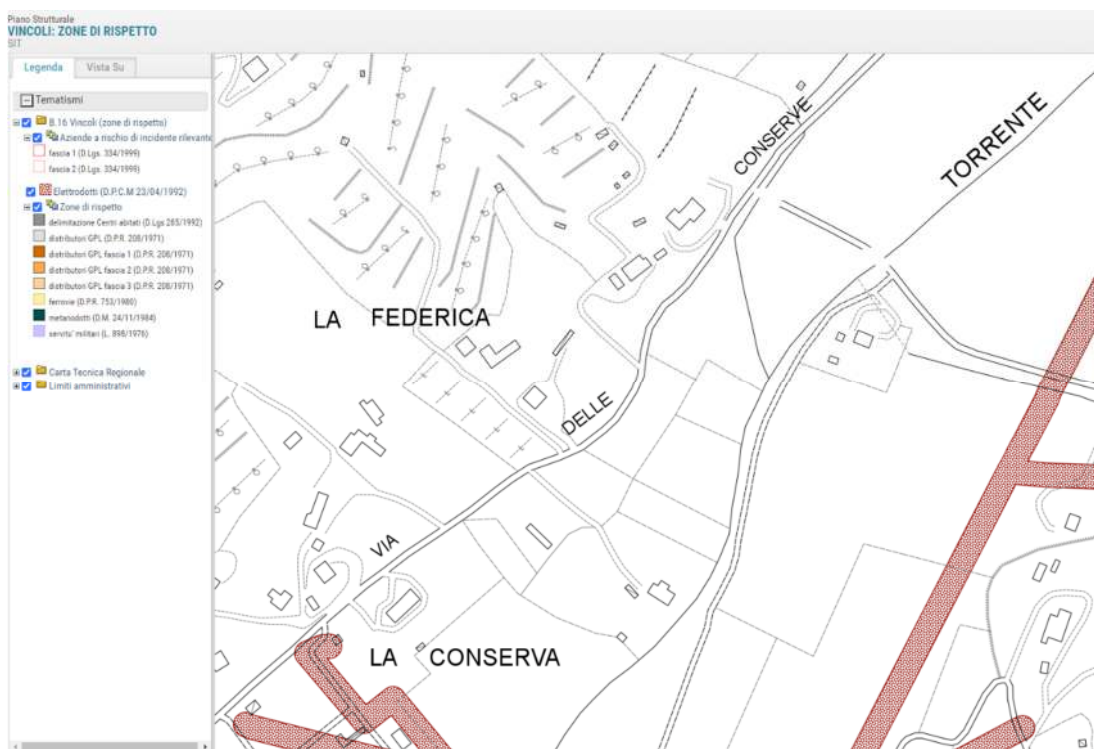 Piano Strutturale
VINCOLI: ZONE DI RISPETTO
SIT
Legenda
Vista Su
Tematismi
B.16 Vincoli (zone di rispetto)
Aziende a rischio di incidente rilevante
fascia 1 (D.Lgs. 334/1999)
fascia 2 (D.Lgs. 334/1999)
Elettrodotti (D.P.C.M 23/04/1992)
Zone di rispetto
delimitazione Centri abitati (D.Lgs 285/1992)
distributori GPL (D.P.R. 208/1971)
distributori GPL fascia 1 (D.P.R. 208/1971)
distributori GPL fascia 2 (D.P.R. 208/1971)
distributori GPL fascia 3 (D.P.R. 208/1971)
ferrovie (D.P.R. 753/1980)
metanodotti (D.M. 24/11/1984)
servitu' militari (L. 898/1976)
Carta Tecnica Regionale
Limiti amministrativi
TORRENTE
LA FEDERICA
VIA DELLE CONSERVE
LA CONSERVA